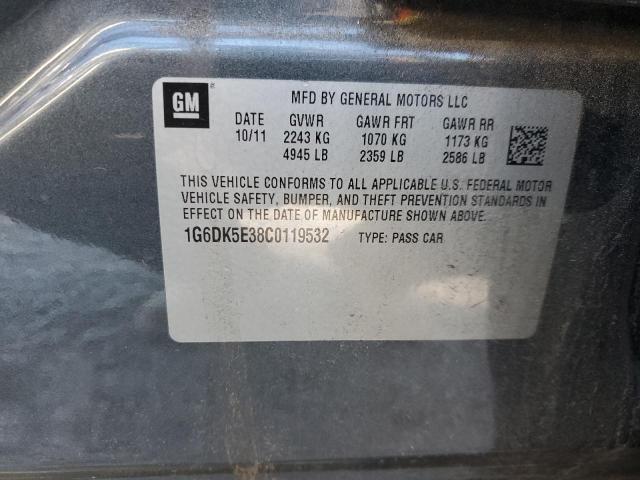 GM
MFD BY GENERAL MOTORS LLC
DATE GVWR GAWR FRT GAWR RR
10/11 2243 KG 1070 KG 1173 KG
4945 LB 2359 LB 2586 LB
THIS VEHICLE CONFORMS TO ALL APPLICABLE U.S. FEDERAL MOTOR
VEHICLE SAFETY, BUMPER, AND THEFT PREVENTION STANDARDS IN
EFFECT ON THE DATE OF MANUFACTURE SHOWN ABOVE.
1G6DK5E38C0119532 TYPE: PASS CAR